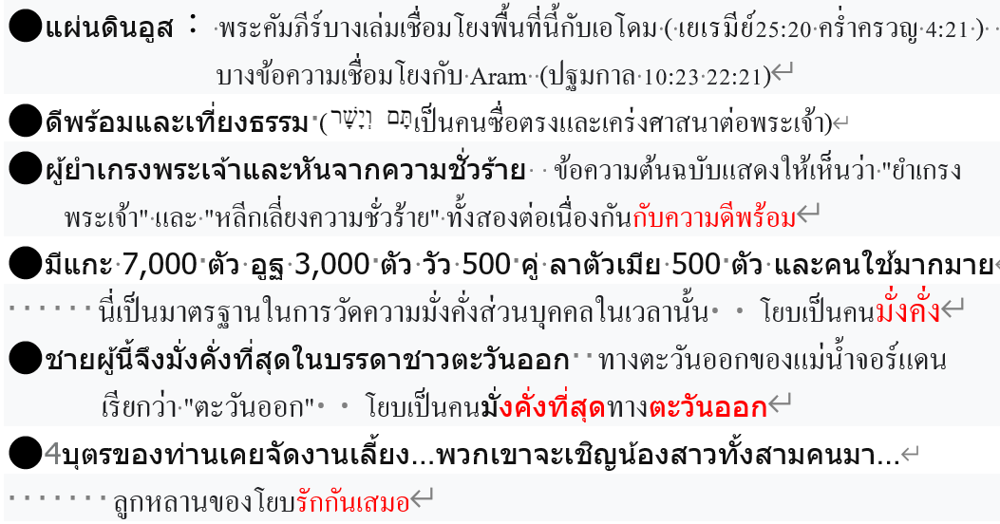 ●แผ่นดินอูส : พระคัมภีร์บางเล่มเชื่อมโยงพื้นที่นี้กับเอโดม ( เยเรมีย์25:20 คร่ำครวญ 4:21 )
บางข้อความเชื่อมโยงกับ Aram (ปฐมกาล 10:23 22:21)
●ดีพร้อมและเที่ยงธรรม (תָּם וְיָשָׁר เป็นคนซื่อตรงและเคร่งศาสนาต่อพระเจ้า)
●ผู้ยำเกรงพระเจ้าและหันจากความชั่วร้าย ข้อความต้นฉบับแสดงให้เห็นว่า "ยำเกรง
พระเจ้า" และ "หลีกเลี่ยงความชั่วร้าย" ทั้งสองต่อเนื่องกันกับความดีพร้อม
●มีแกะ 7,000 ตัว อูฐ 3,000 ตัว วัว 500 คู่ ลาตัวเมีย 500 ตัว และคนใช้มากมาย
นี่เป็นมาตรฐานในการวัดความมั่งคั่งส่วนบุคคลในเวลานั้น โยบเป็นคนมั่งคั่ง
●ชายผู้นี้จึงมั่งคั่งที่สุดในบรรดาชาวตะวันออก ทางตะวันออกของแม่น้ำจอร์แดน
เรียกว่า "ตะวันออก" โยบเป็นคนมั่งคั่งที่สุดทางตะวันออก
●4บุตรของท่านเคยจัดงานเลี้ยง...พวกเขาจะเชิญน้องสาวทั้งสามคนมา...
ลูกหลานของโยบรักกันเสมอ